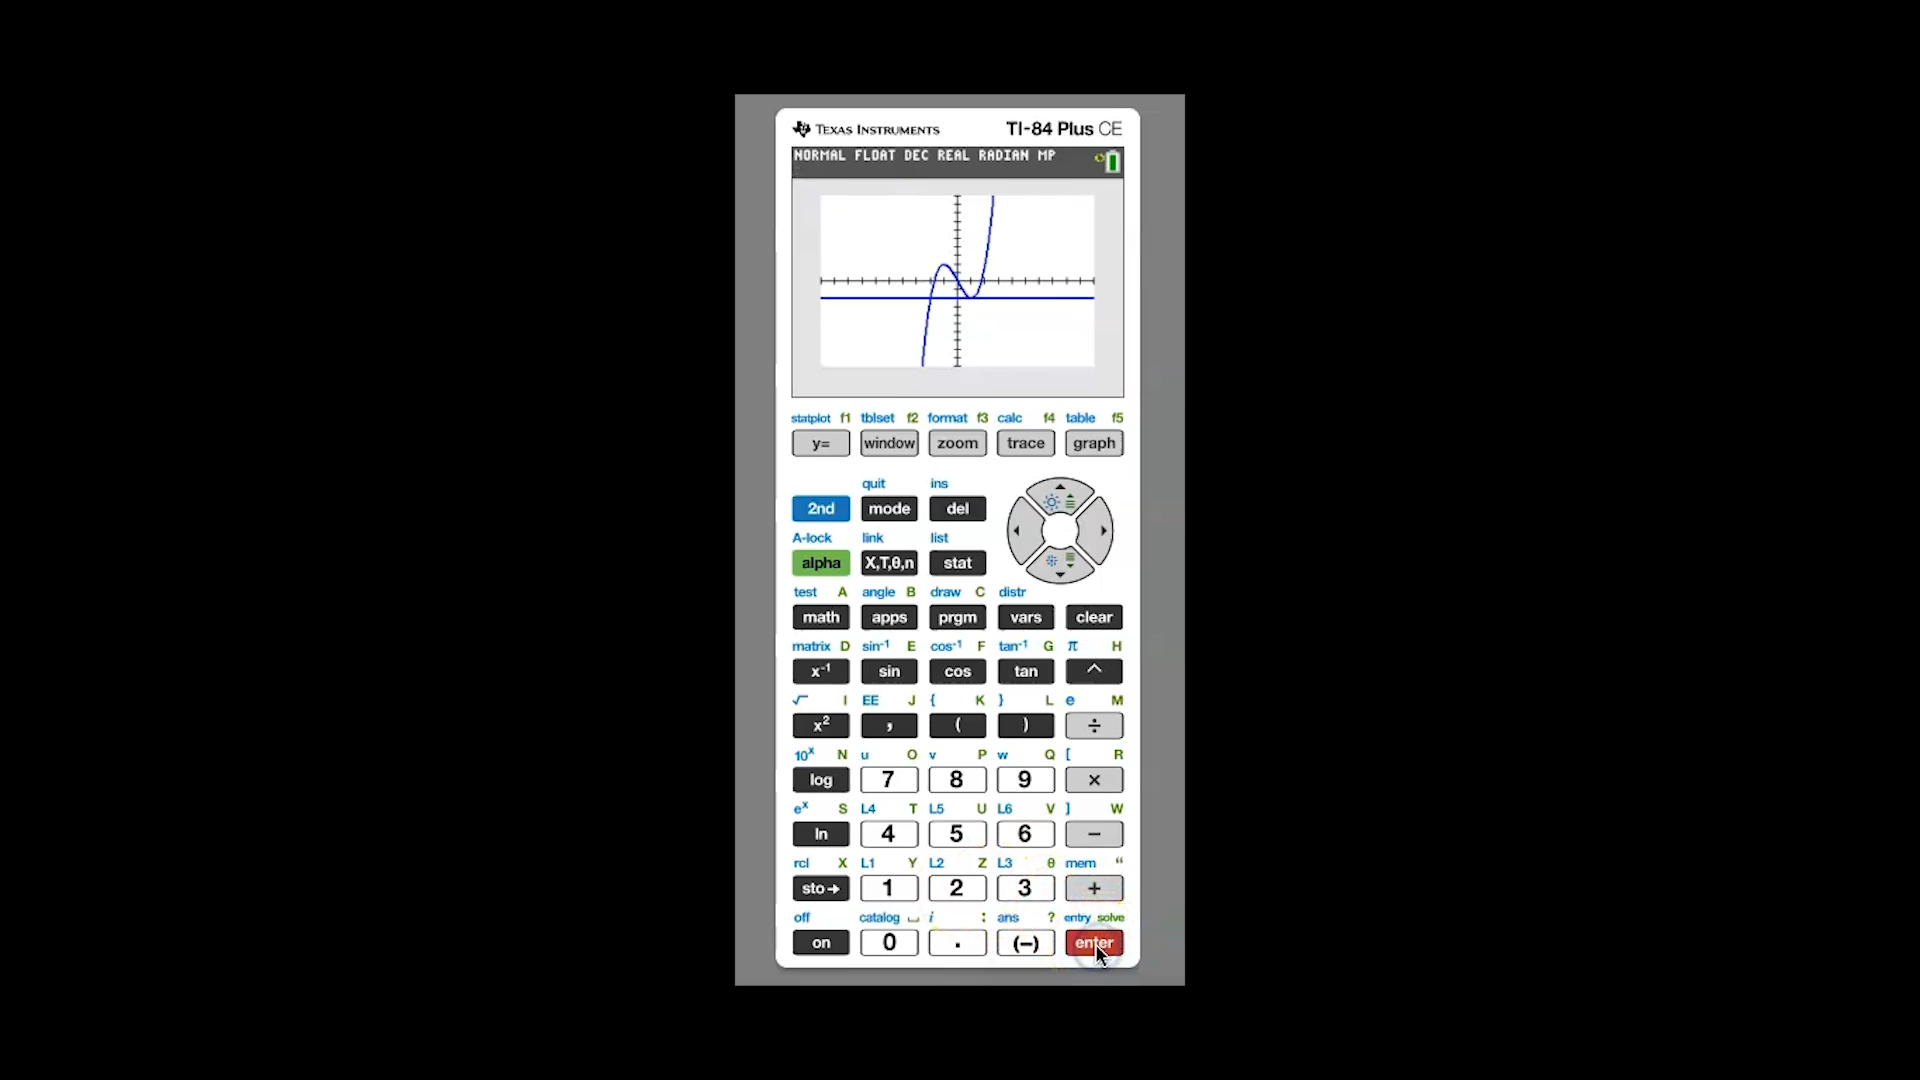 TEXAS INSTRUMENTS TI-84 Plus CE
NORMAL FLOAT DEC REAL RADIAN MP
statplot f1 tblset f2 format f3 calc f4 table f5
y= window zoom trace graph
quit ins
2nd mode del
A-lock link list
alpha X,T,θ,n stat
test A angle B draw C distr
math apps prgm vars clear
matrix D sin⁻¹ E cos⁻¹ F tan⁻¹ G π H
x⁻¹ sin cos tan ^
√ I EE J { K } L e M
x² , ( ) ÷
10ˣ N u O v P w Q [ R
log 7 8 9 ×
eˣ S L4 T L5 U L6 V ] W
ln 4 5 6 −
rcl X L1 Y L2 Z L3 θ mem “
sto→ 1 2 3 +
off catalog ⎵ i : ans ? entry solve
on 0 . (−) enter